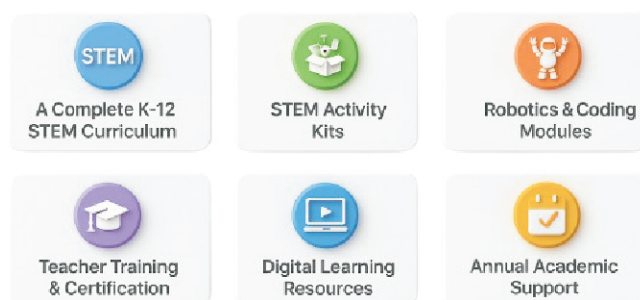 STEM
A Complete K-12
STEM Curriculum
STEM Activity
Kits
Robotics & Coding
Modules
Teacher Training
& Certification
Digital Learning
Resources
Annual Academic
Support